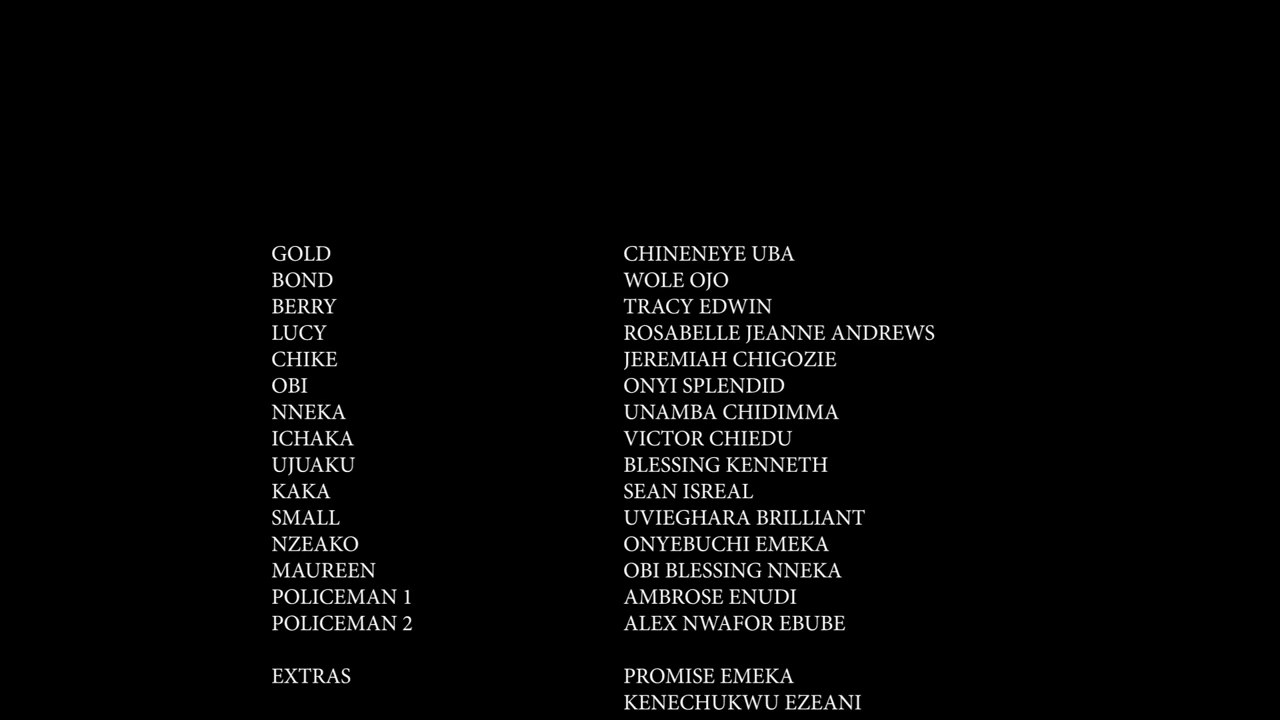 GOLD CHINENEYE UBA
BOND WOLE OJO
BERRY TRACY EDWIN
LUCY ROSABELLE JEANNE ANDREWS
CHIKE JEREMIAH CHIGOZIE
OBI ONYI SPLENDID
NNEKA UNAMBA CHIDIMMA
ICHAKA VICTOR CHIEDU
UJUAKU BLESSING KENNETH
KAKA SEAN ISREAL
SMALL UVIEGHARA BRILLIANT
NZEAKO ONYEBUCHI EMEKA
MAUREEN OBI BLESSING NNEKA
POLICEMAN 1 AMBROSE ENUDI
POLICEMAN 2 ALEX NWAFOR EBUBE
EXTRAS PROMISE EMEKA
KENECHUKWU EZEANI